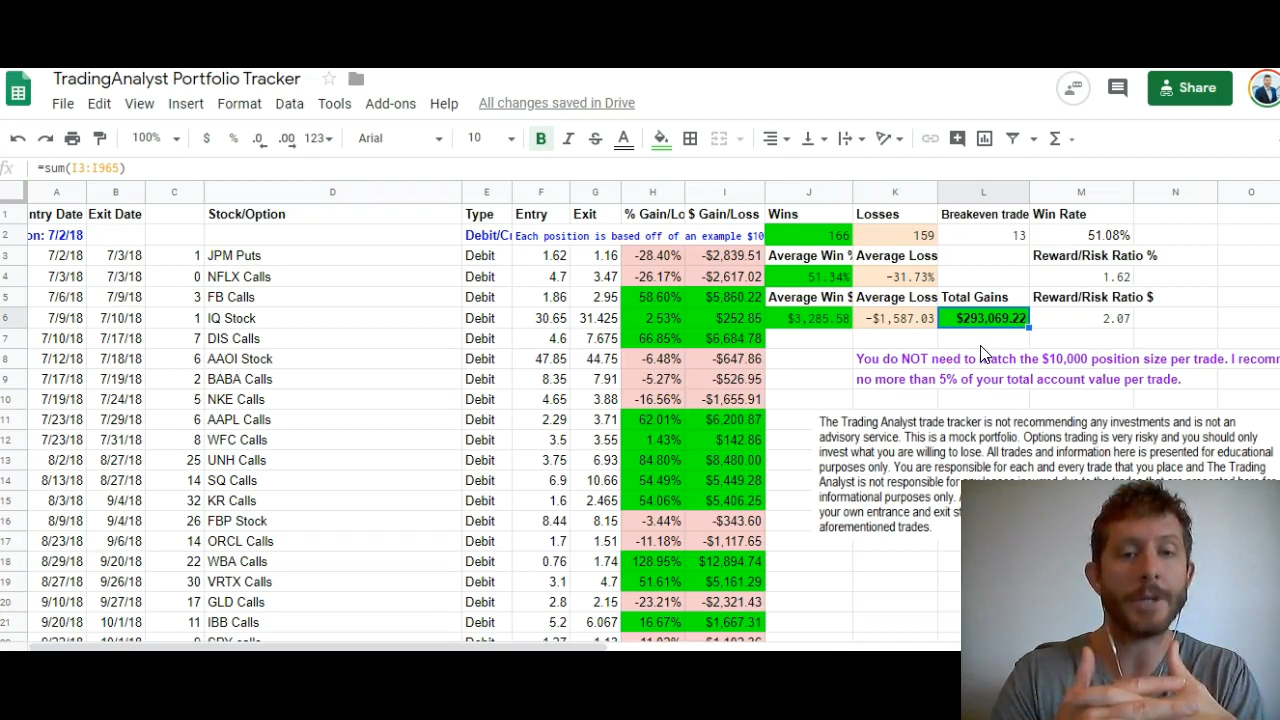 TradingAnalyst Portfolio Tracker
File Edit View Insert Format Data Tools Add-ons Help All changes saved in Drive
Share
100% $ % .0 .00 123 Arial 10 B I S A
fx =sum(I3:I965)
A B C D E F G H I J K L M N O
1 ntry Date Exit Date Stock/Option Type Entry Exit % Gain/Lo $ Gain/Loss Wins Losses Breakeven trade Win Rate
2 on: 7/2/18 Debit/Cr Each position is based off of an example $10 166 159 13 51.08%
3 7/2/18 7/3/18 1 JPM Puts Debit 1.62 1.16 -28.40% -$2,839.51 Average Win % Average Loss Reward/Risk Ratio %
4 7/3/18 7/3/18 0 NFLX Calls Debit 4.7 3.47 -26.17% -$2,617.02 51.34% -31.73% 1.62
5 7/6/18 7/9/18 3 FB Calls Debit 1.86 2.95 58.60% $5,860.22 Average Win $ Average Loss Total Gains Reward/Risk Ratio $
6 7/9/18 7/10/18 1 IQ Stock Debit 30.65 31.425 2.53% $252.85 $3,285.58 -$1,587.03 $293,069.22 2.07
7 7/10/18 7/17/18 7 DIS Calls Debit 4.6 7.675 66.85% $6,684.78
8 7/12/18 7/18/18 6 AAOI Stock Debit 47.85 44.75 -6.48% -$647.86 You do NOT need to match the $10,000 position size per trade. I recomm
9 7/17/18 7/19/18 2 BABA Calls Debit 8.35 7.91 -5.27% -$526.95 no more than 5% of your total account value per trade.
10 7/19/18 7/24/18 5 NKE Calls Debit 4.65 3.88 -16.56% -$1,655.91
11 7/23/18 7/29/18 6 AAPL Calls Debit 2.29 3.71 62.01% $6,200.87
12 7/23/18 7/31/18 8 WFC Calls Debit 3.5 3.55 1.43% $142.86
13 8/2/18 8/27/18 25 UNH Calls Debit 3.75 6.93 84.80% $8,480.00
14 8/13/18 8/27/18 14 SQ Calls Debit 6.9 10.66 54.49% $5,449.28
15 8/3/18 9/4/18 32 KR Calls Debit 1.6 2.465 54.06% $5,406.25
16 8/9/18 9/4/18 26 FBP Stock Debit 8.44 8.15 -3.44% -$343.60
17 8/23/18 9/6/18 14 ORCL Calls Debit 1.7 1.51 -11.18% -$1,117.65
18 8/29/18 9/20/18 22 WBA Calls Debit 0.76 1.74 128.95% $12,894.74
19 8/27/18 9/26/18 30 VRTX Calls Debit 3.1 4.7 51.61% $5,161.29
20 9/10/18 9/27/18 17 GLD Calls Debit 2.8 2.15 -23.21% -$2,321.43
21 9/20/18 10/1/18 11 IBB Calls Debit 5.2 6.067 16.67% $1,667.31
The Trading Analyst trade tracker is not recommending any investments and is not an
advisory service. This is a mock portfolio. Options trading is very risky and you should only
invest what you are willing to lose. All trades and information here is presented for educational
purposes only. You are responsible for each and every trade that you place and The Trading
Analyst is not responsible for
informational purposes only.
your own entrance and exit
aforementioned trades.